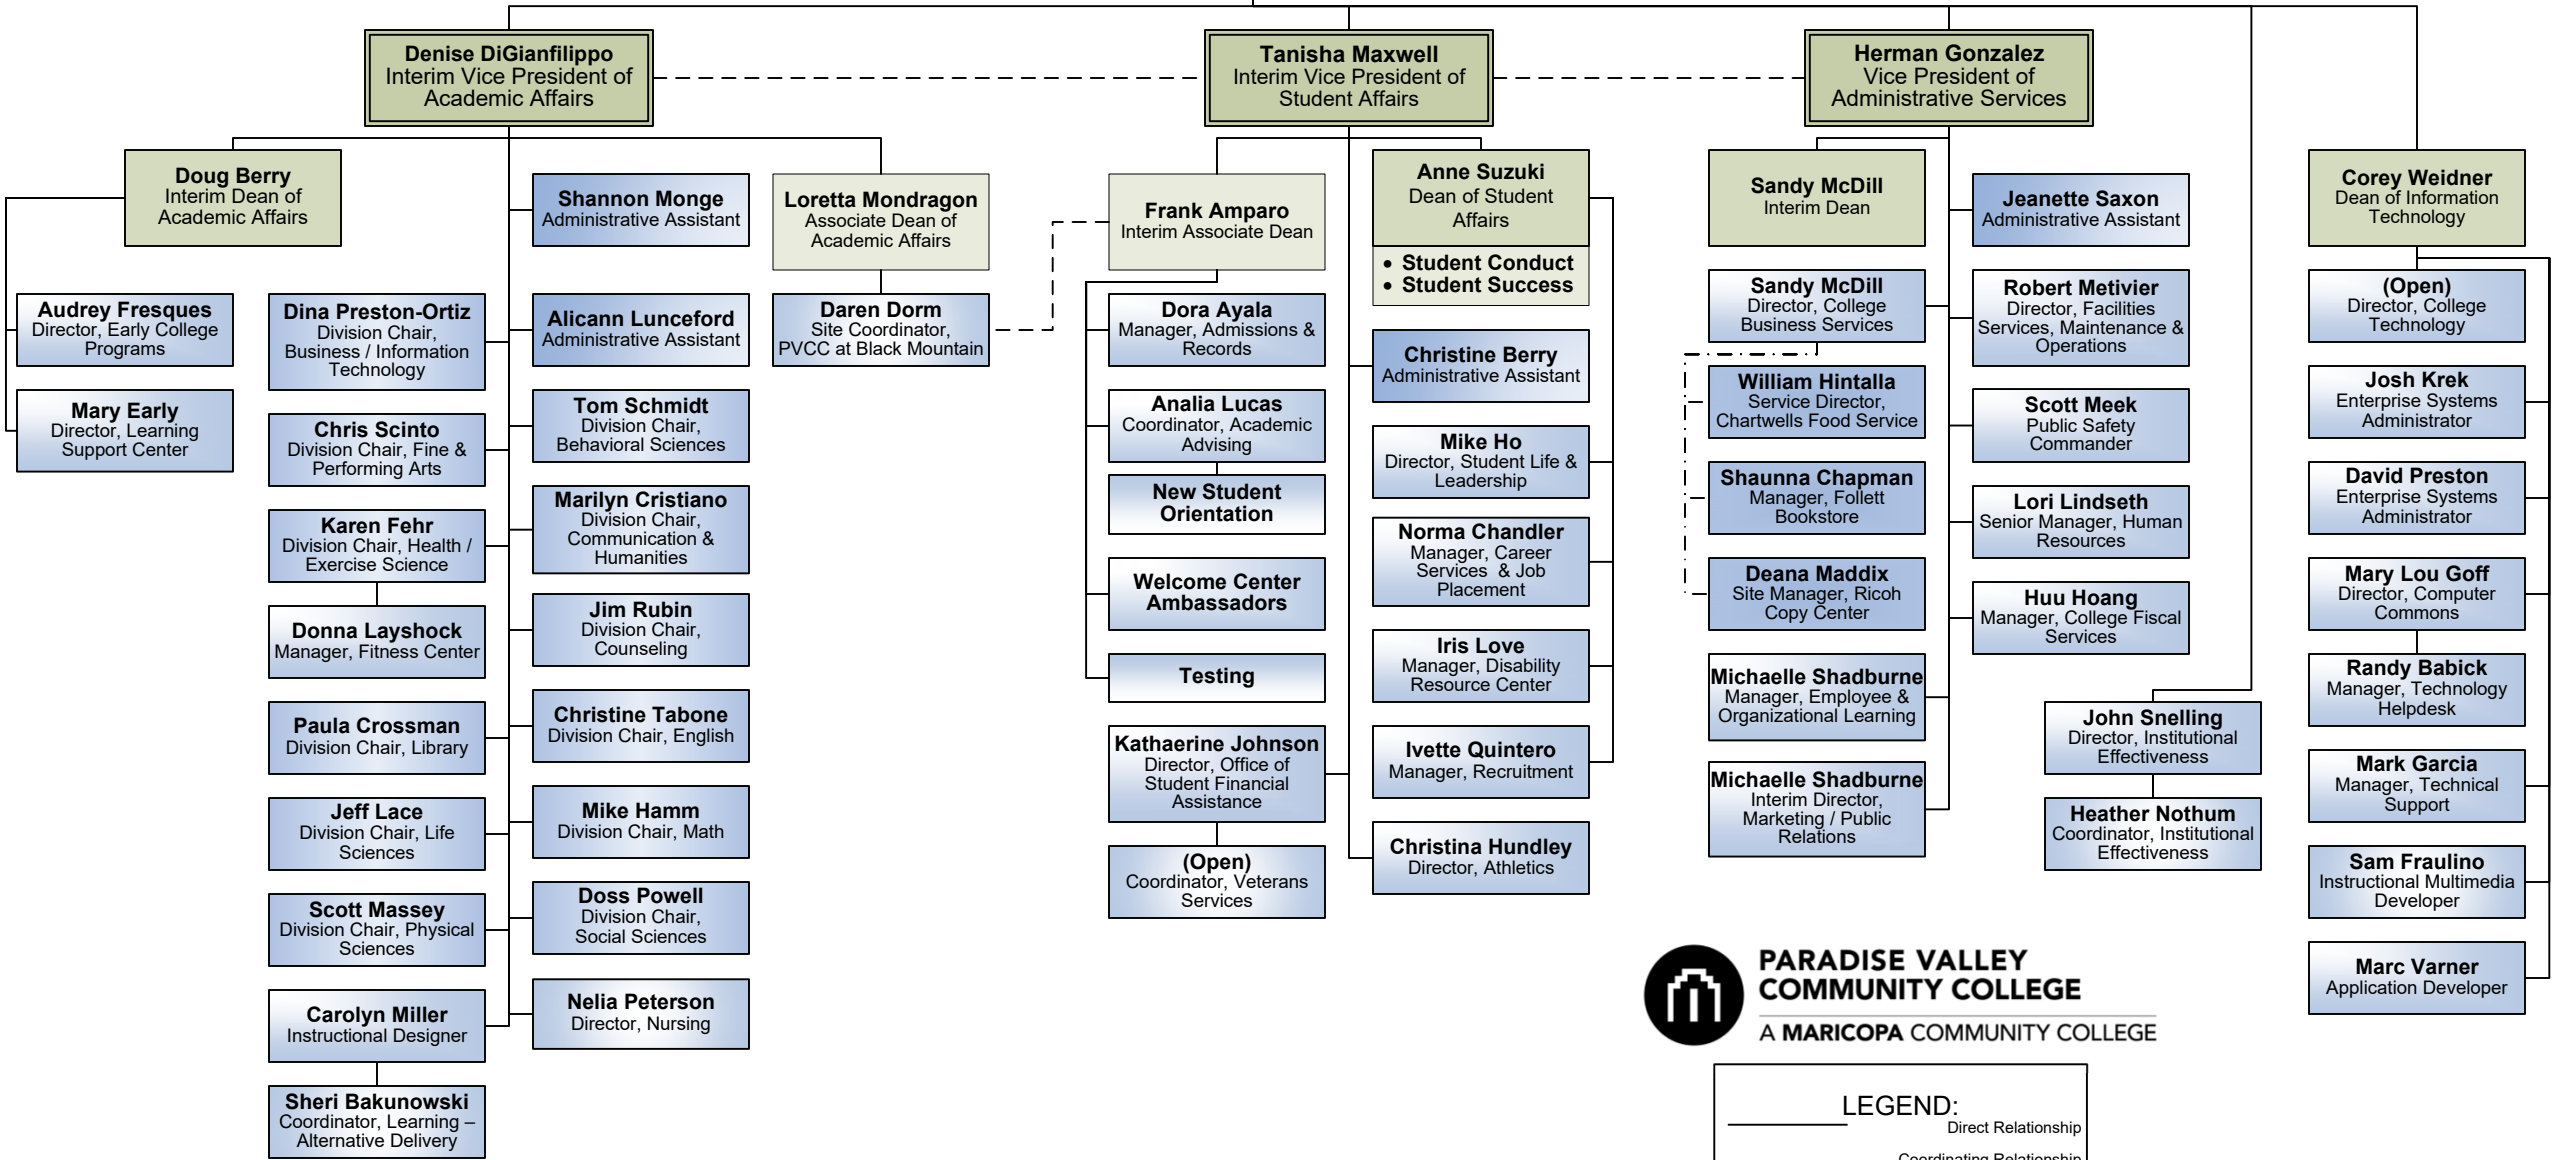 Denise DiGianfilippo
Interim Vice President of
Academic Affairs
Tanisha Maxwell
Interim Vice President of
Student Affairs
Herman Gonzalez
Vice President of
Administrative Services
Doug Berry
Interim Dean of
Academic Affairs
Audrey Fresques
Director, Early College
Programs
Mary Early
Director, Learning
Support Center
Dina Preston-Ortiz
Division Chair,
Business / Information
Technology
Chris Scinto
Division Chair, Fine &
Performing Arts
Karen Fehr
Division Chair, Health /
Exercise Science
Donna Layshock
Manager, Fitness Center
Paula Crossman
Division Chair, Library
Jeff Lace
Division Chair, Life
Sciences
Scott Massey
Division Chair, Physical
Sciences
Carolyn Miller
Instructional Designer
Sheri Bakunowski
Coordinator, Learning –
Alternative Delivery
Shannon Monge
Administrative Assistant
Alicann Lunceford
Administrative Assistant
Tom Schmidt
Division Chair,
Behavioral Sciences
Marilyn Cristiano
Division Chair,
Communication &
Humanities
Jim Rubin
Division Chair,
Counseling
Christine Tabone
Division Chair, English
Mike Hamm
Division Chair, Math
Doss Powell
Division Chair,
Social Sciences
Nelia Peterson
Director, Nursing
Loretta Mondragon
Associate Dean of
Academic Affairs
Daren Dorm
Site Coordinator,
PVCC at Black Mountain
Frank Amparo
Interim Associate Dean
Dora Ayala
Manager, Admissions &
Records
Analia Lucas
Coordinator, Academic
Advising
New Student
Orientation
Welcome Center
Ambassadors
Testing
Kathaerine Johnson
Director, Office of
Student Financial
Assistance
(Open)
Coordinator, Veterans
Services
Anne Suzuki
Dean of Student
Affairs
• Student Conduct
• Student Success
Christine Berry
Administrative Assistant
Mike Ho
Director, Student Life &
Leadership
Norma Chandler
Manager, Career
Services & Job
Placement
Iris Love
Manager, Disability
Resource Center
Ivette Quintero
Manager, Recruitment
Christina Hundley
Director, Athletics
Sandy McDill
Interim Dean
Sandy McDill
Director, College
Business Services
William Hintalla
Service Director,
Chartwells Food Service
Shaunna Chapman
Manager, Follett
Bookstore
Deana Maddix
Site Manager, Ricoh
Copy Center
Michaelle Shadburne
Manager, Employee &
Organizational Learning
Michaelle Shadburne
Interim Director,
Marketing / Public
Relations
Jeanette Saxon
Administrative Assistant
Robert Metivier
Director, Facilities
Services, Maintenance &
Operations
Scott Meek
Public Safety
Commander
Lori Lindseth
Senior Manager, Human
Resources
Huu Hoang
Manager, College Fiscal
Services
John Snelling
Director, Institutional
Effectiveness
Heather Nothum
Coordinator, Institutional
Effectiveness
Corey Weidner
Dean of Information
Technology
(Open)
Director, College
Technology
Josh Krek
Enterprise Systems
Administrator
David Preston
Enterprise Systems
Administrator
Mary Lou Goff
Director, Computer
Commons
Randy Babick
Manager, Technology
Helpdesk
Mark Garcia
Manager, Technical
Support
Sam Fraulino
Instructional Multimedia
Developer
Marc Varner
Application Developer
PARADISE VALLEY
COMMUNITY COLLEGE
A MARICOPA COMMUNITY COLLEGE
LEGEND:
Direct Relationship
Coordinating Relationship